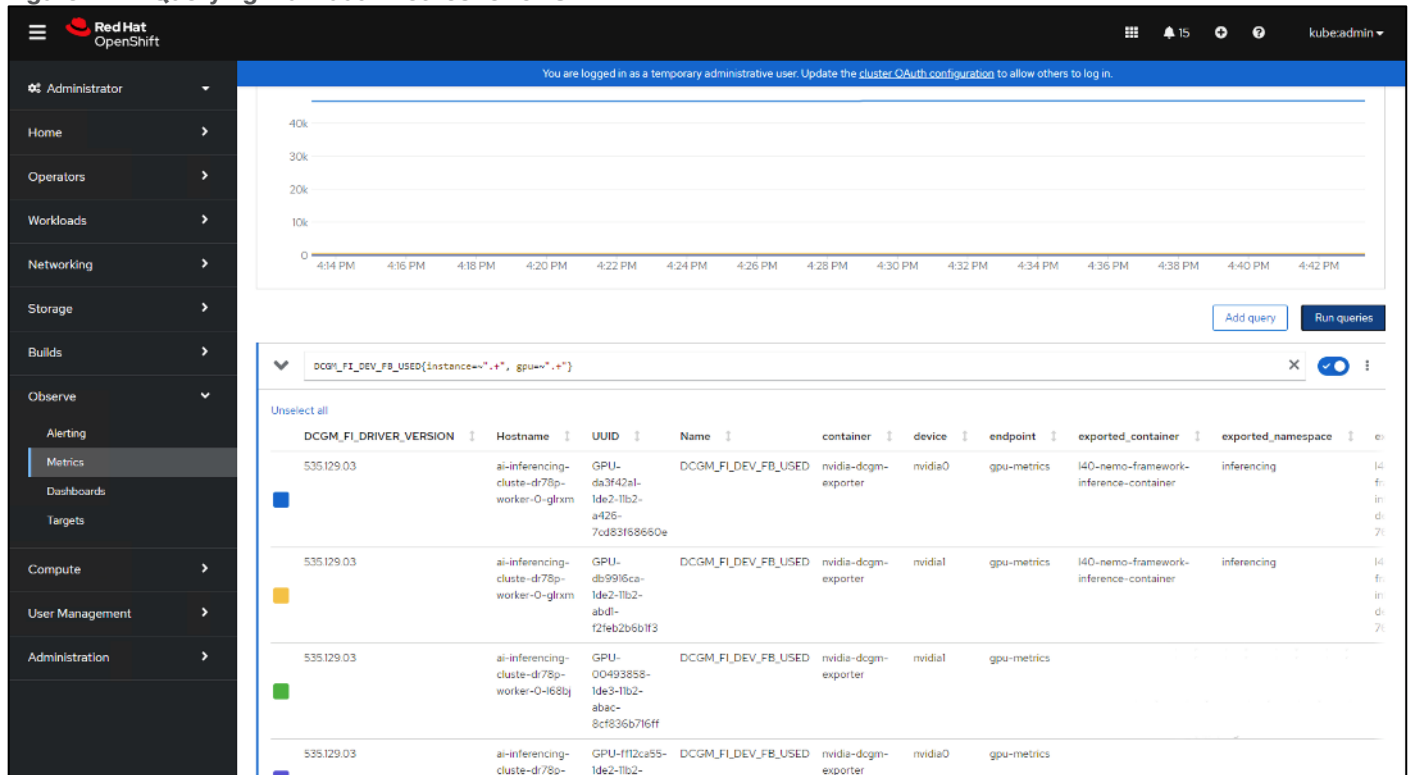 Red Hat
OpenShift
15
kube:admin
You are logged in as a temporary administrative user. Update the cluster OAuth configuration to allow others to log in.
Administrator
Home
Operators
Workloads
Networking
Storage
Builds
Observe
Alerting
Metrics
Dashboards
Targets
Compute
User Management
Administration
40k
30k
20k
10k
0
4:14 PM 4:16 PM 4:18 PM 4:20 PM 4:22 PM 4:24 PM 4:26 PM 4:28 PM 4:30 PM 4:32 PM 4:34 PM 4:36 PM 4:38 PM 4:40 PM 4:42 PM
Add query Run queries
DCGM_FI_DEV_FB_USED{instance=~".+", gpu=~".+"}
Unselect all
DCGM_FI_DRIVER_VERSION Hostname UUID Name container device endpoint exported_container exported_namespace
535.129.03 ai-inferencing- GPU- DCGM_FI_DEV_FB_USED nvidia-dcgm- nvidia0 gpu-metrics l40-nemo-framework- inferencing
cluste-dr78p- da3f42a1- exporter inference-container
worker-0-glrxm 1de2-11b2-
a426-
7cd83f68660e
535.129.03 ai-inferencing- GPU- DCGM_FI_DEV_FB_USED nvidia-dcgm- nvidia1 gpu-metrics l40-nemo-framework- inferencing
cluste-dr78p- db9916ca- exporter inference-container
worker-0-glrxm 1de2-11b2-
abd1-
f2feb2b6b1f3
535.129.03 ai-inferencing- GPU- DCGM_FI_DEV_FB_USED nvidia-dcgm- nvidia1 gpu-metrics
cluste-dr78p- 00493858- exporter
worker-0-l68bj 1de3-11b2-
abac-
8cf836b716ff
535.129.03 ai-inferencing- GPU-ff12ca55- DCGM_FI_DEV_FB_USED nvidia-dcgm- nvidia0 gpu-metrics
cluste-dr78p- 1de2-11b2- exporter